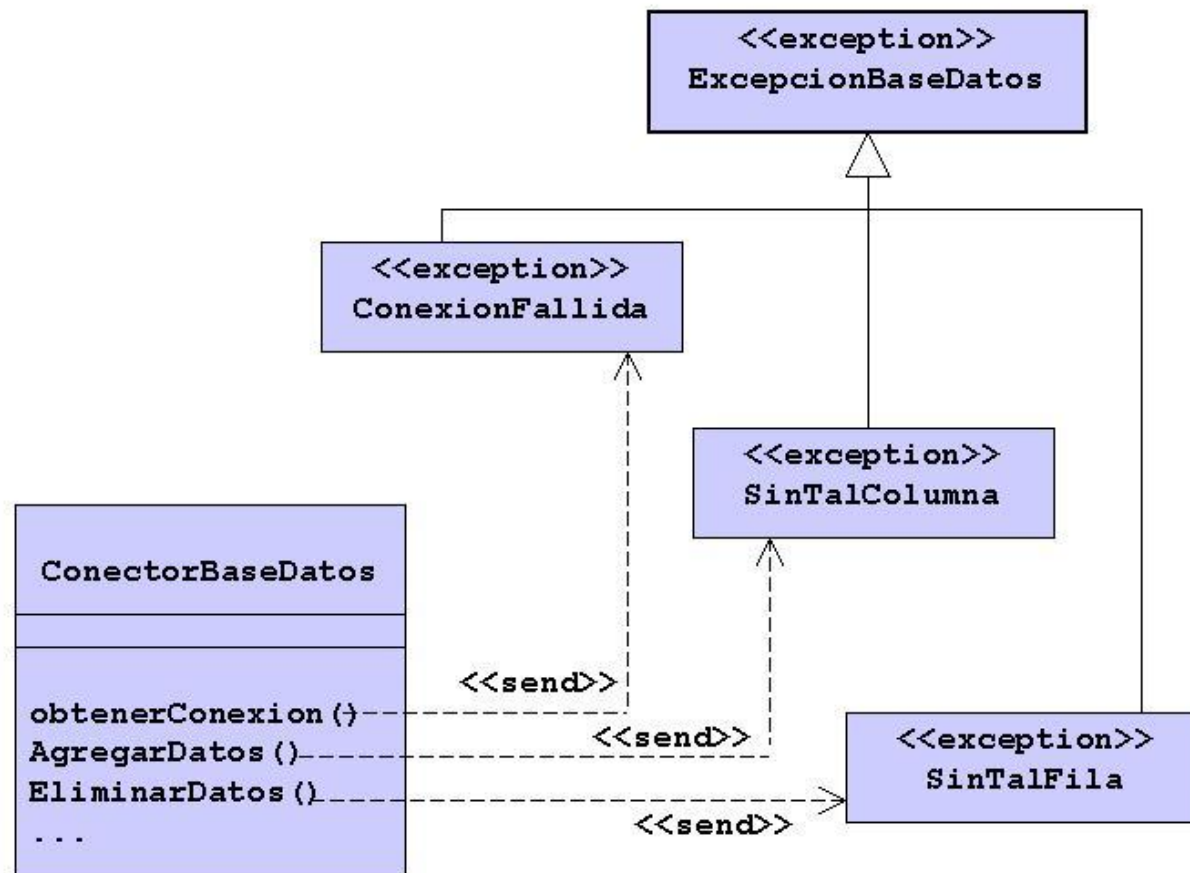 <<exception>>
ExcepcionBaseDatos
<<exception>>
ConexionFallida
<<exception>>
SinTalColumna
ConectorBaseDatos
<<send>>
obtenerConexion()
<<send>>
AgregarDatos()
<<exception>>
SinTalFila
EliminarDatos()
<<send>>
...